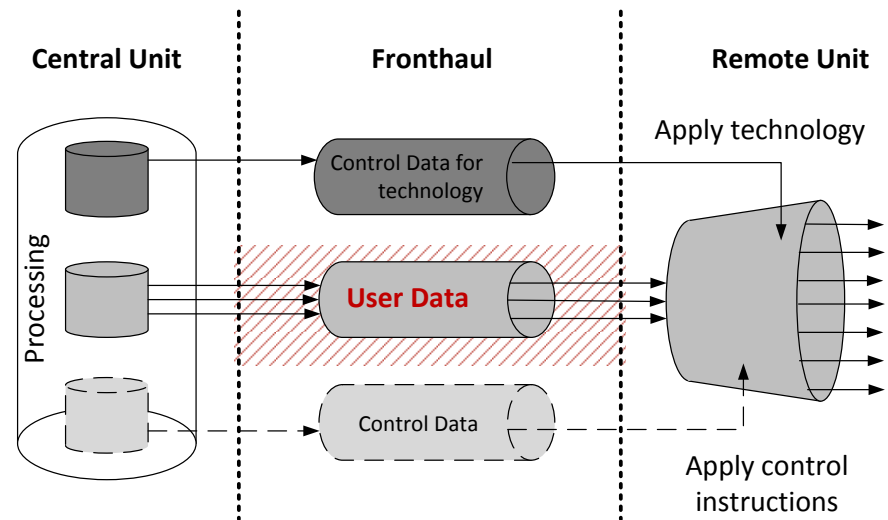 Central Unit
Fronthaul
Remote Unit
Apply technology
Control Data for
technology
Processing
User Data
Control Data
Apply control
instructions